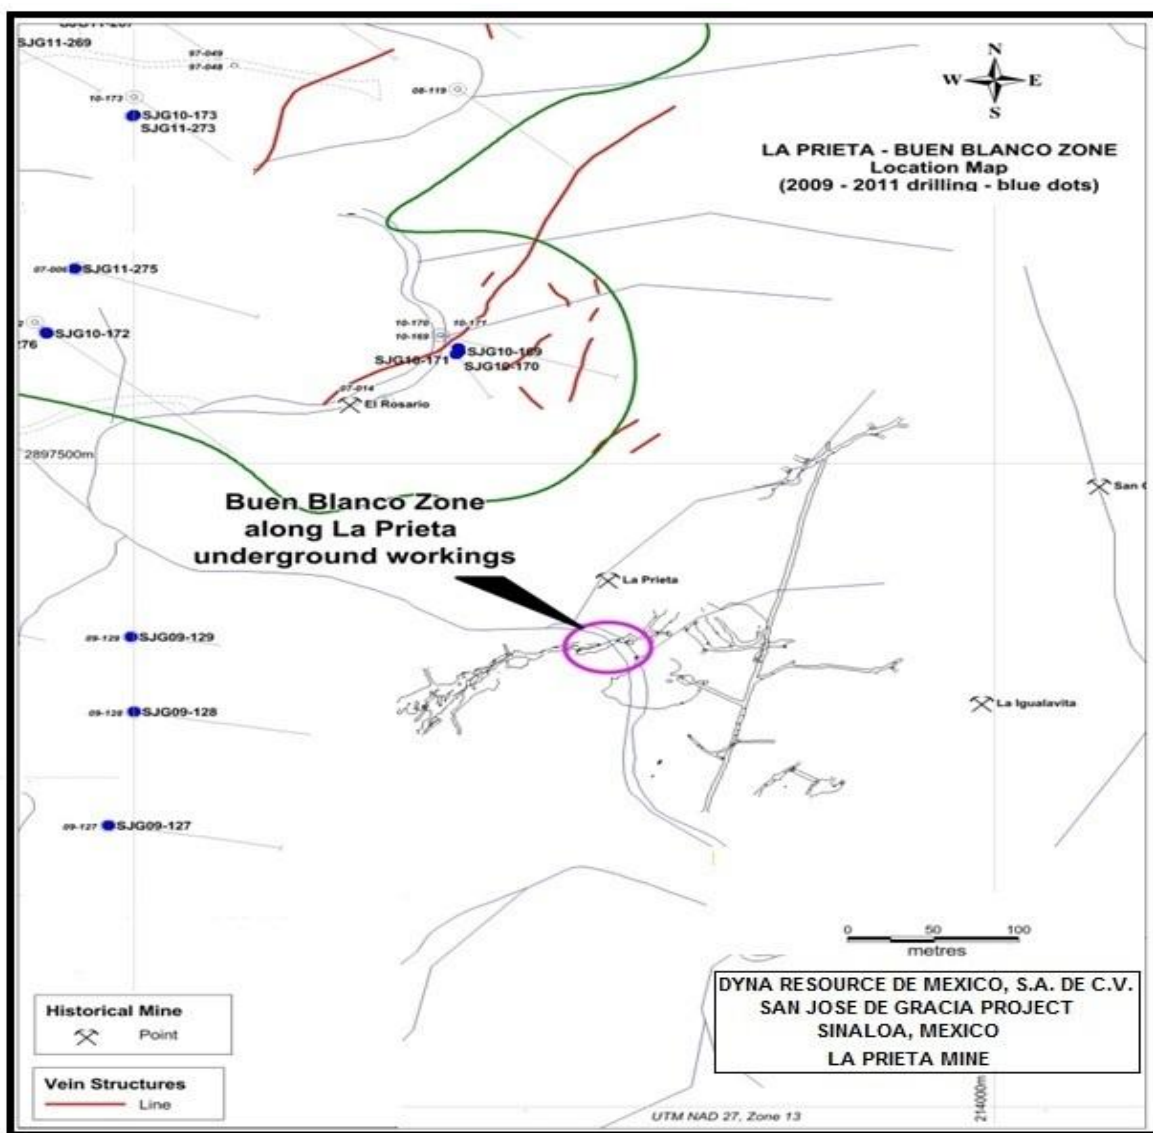 SJG11-269
97-049
97-048
08-119
10-173
SJG10-173
SJG11-273
N
W E
S
LA PRIETA - BUEN BLANCO ZONE
Location Map
(2009 - 2011 drilling - blue dots)
07-006
SJG11-275
2
SJG10-172
276
10-170
10-171
10-169
SJG10-169
SJG10-171
SJG10-170
07-014
El Rosario
2897500m
San
Buen Blanco Zone
along La Prieta
underground workings
La Prieta
09-129
SJG09-129
09-128
SJG09-128
La Igualavita
09-127
SJG09-127
0 50 100
metres
DYNA RESOURCE DE MEXICO, S.A. DE C.V.
SAN JOSE DE GRACIA PROJECT
SINALOA, MEXICO
LA PRIETA MINE
Historical Mine
Point
Vein Structures
Line
UTM NAD 27, Zone 13
214000m